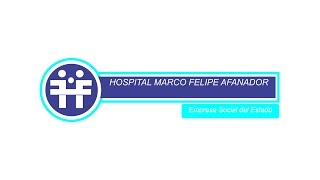 HOSPITAL MARCO FELIPE AFANADOR
Empresa Social del Estado